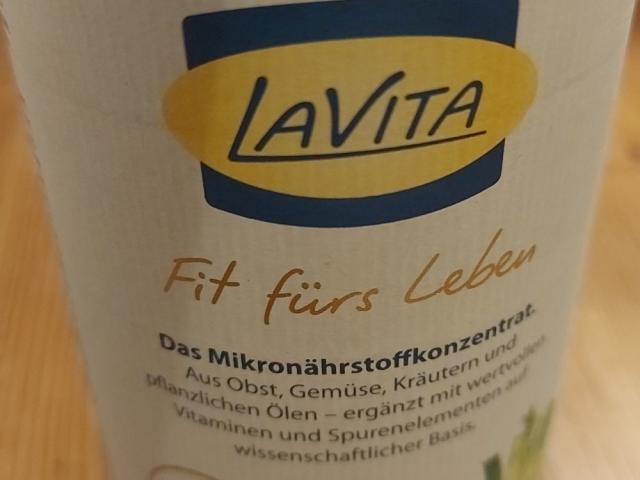 LAVITA
Fit fürs Leben
Das Mikronährstoffkonzentrat.
Aus Obst, Gemüse, Kräutern und
pflanzlichen Ölen – ergänzt mit wertvollen
Vitaminen und Spurenelementen auf
wissenschaftlicher Basis.